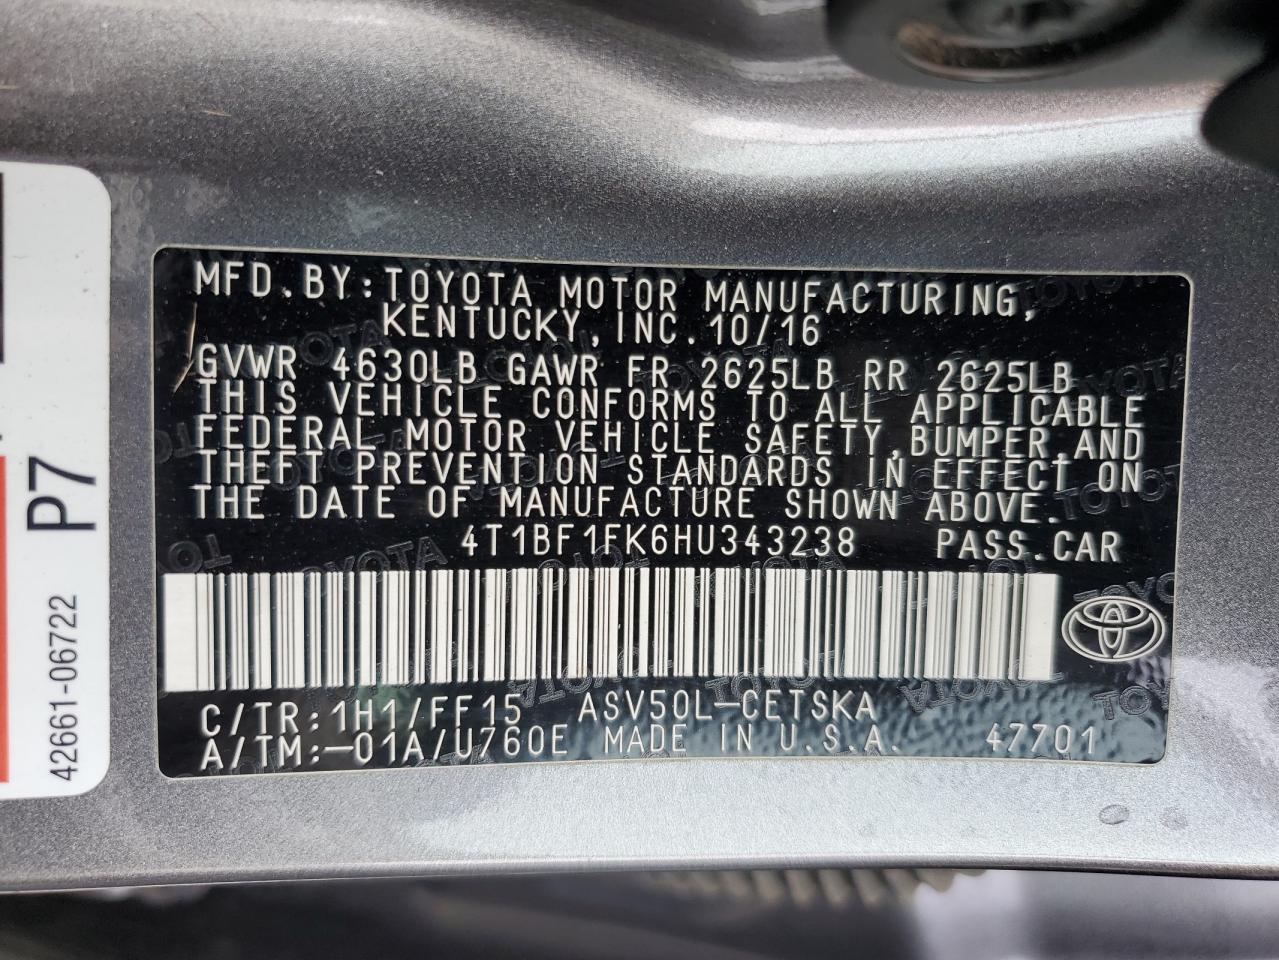 MFD.BY:TOYOTA MOTOR MANUFACTURING,
KENTUCKY, INC. 10/16
GVWR 4630LB GAWR FR 2625LB RR 2625LB
THIS VEHICLE CONFORMS TO ALL APPLICABLE
FEDERAL MOTOR VEHICLE SAFETY,BUMPER,AND
THEFT PREVENTION STANDARDS IN EFFECT ON
THE DATE OF MANUFACTURE SHOWN ABOVE.
4T1BF1FK6HU343238 PASS.CAR
C/TR:1H1/FF15 ASV50L-CETSKA
A/TM:-01A/U760E MADE IN U.S.A. 47701
P7
42661-06722